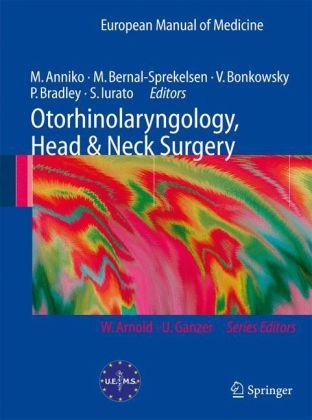 European Manual of Medicine
M. Anniko • M. Bernal-Sprekelsen • V. Bonkowsky
P. Bradley • S. Iurato Editors
Otorhinolaryngology,
Head & Neck Surgery
W. Arnold • U. Ganzer Series Editors
U.E.M.S.
Springer